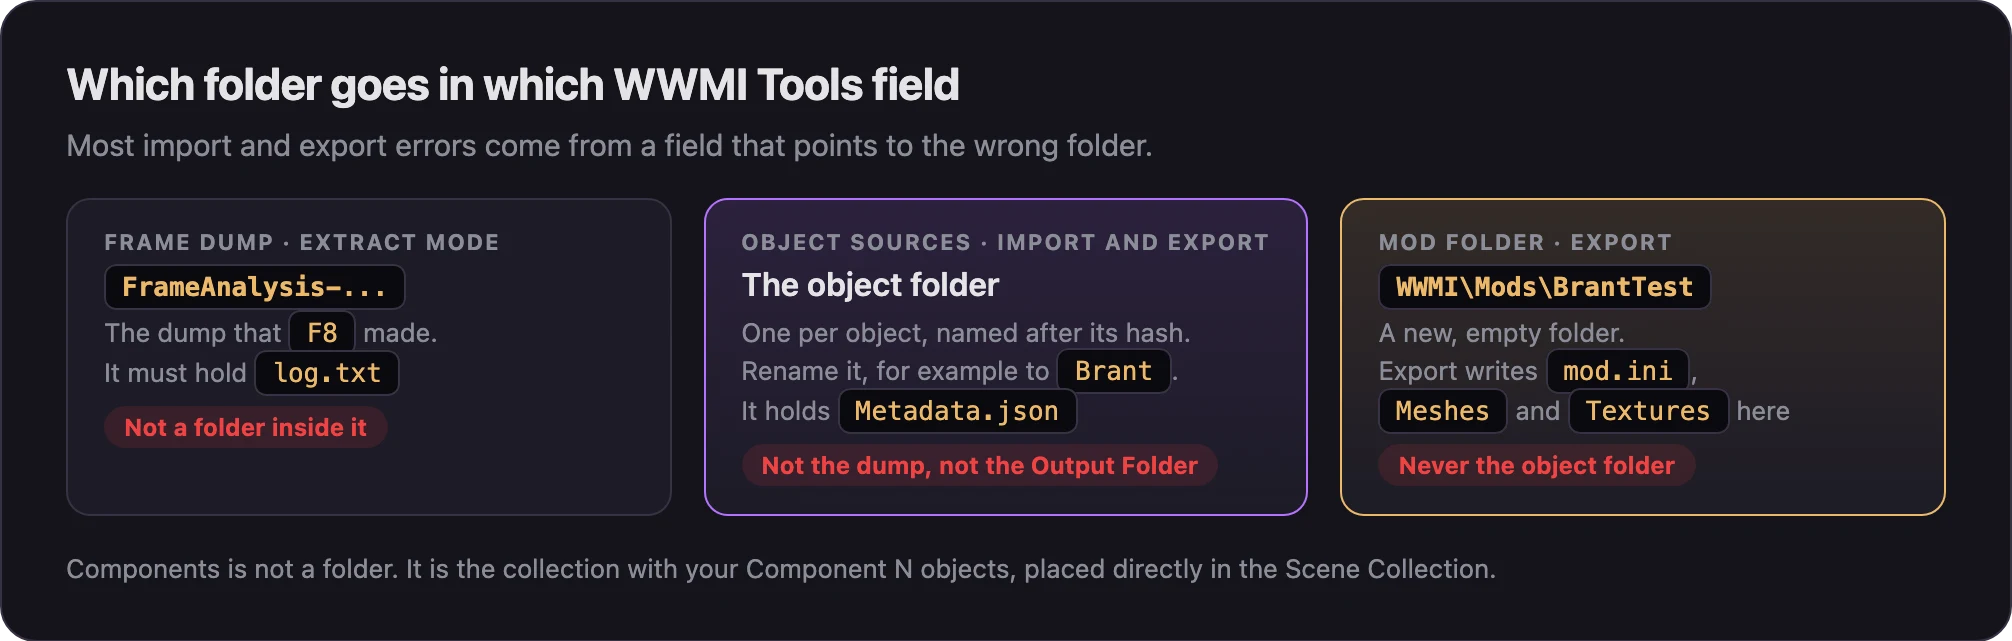 Which folder goes in which WWMI Tools field
Most import and export errors come from a field that points to the wrong folder.
FRAME DUMP · EXTRACT MODE
FrameAnalysis-...
The dump that F8 made.
It must hold log.txt
Not a folder inside it
OBJECT SOURCES · IMPORT AND EXPORT
The object folder
One per object, named after its hash.
Rename it, for example to Brant.
It holds Metadata.json
Not the dump, not the Output Folder
MOD FOLDER · EXPORT
WWMI\Mods\BrantTest
A new, empty folder.
Export writes mod.ini,
Meshes and Textures here
Never the object folder
Components is not a folder. It is the collection with your Component N objects, placed directly in the Scene Collection.